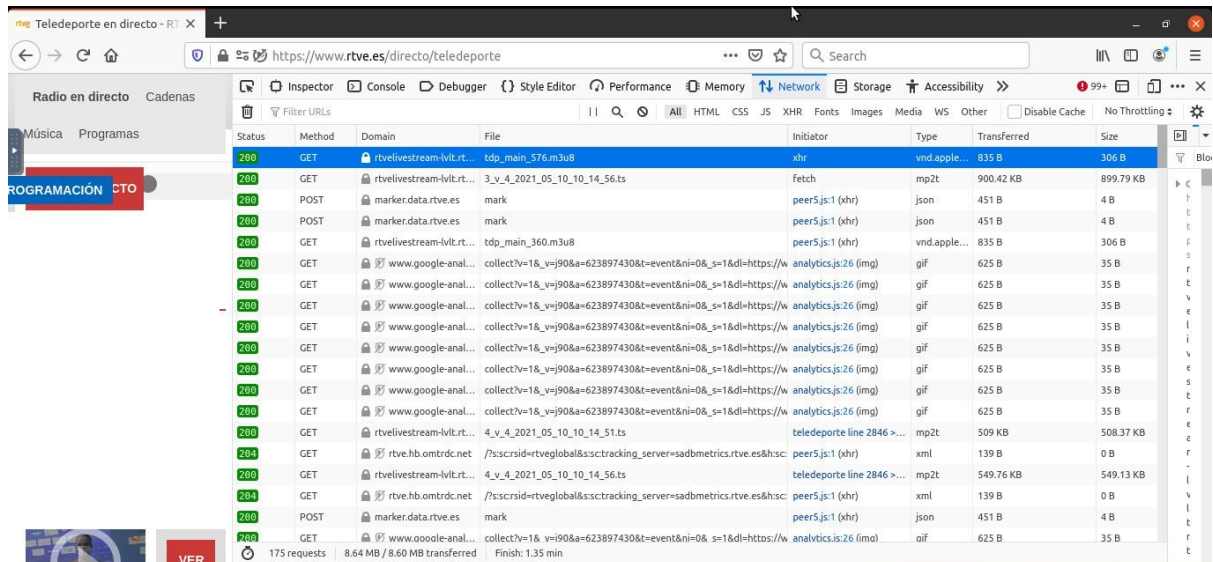 rtve Teledeporte en directo - RT
https://www.rtve.es/directo/teledeporte
Search
Radio en directo Cadenas
Música Programas
ROGRAMACIÓN CTO
VER
Inspector Console Debugger Style Editor Performance Memory Network Storage Accessibility 99+
Filter URLs All HTML CSS JS XHR Fonts Images Media WS Other Disable Cache No Throttling
Status Method Domain File Initiator Type Transferred Size Blo
200 GET rtvelivestream-lvlt.rt... tdp_main_576.m3u8 xhr vnd.apple... 835 B 306 B
200 GET rtvelivestream-lvlt.rt... 3_v_4_2021_05_10_10_14_56.ts fetch mp2t 900.42 KB 899.79 KB
200 POST marker.data.rtve.es mark peer5.js:1 (xhr) json 451 B 4 B
200 POST marker.data.rtve.es mark peer5.js:1 (xhr) json 451 B 4 B
200 GET rtvelivestream-lvlt.rt... tdp_main_360.m3u8 peer5.js:1 (xhr) vnd.apple... 835 B 306 B
200 GET www.google-anal... collect?v=1&_v=j90&a=623897430&t=event&ni=0&_s=1&dl=https://w analytics.js:26 (img) gif 625 B 35 B
200 GET www.google-anal... collect?v=1&_v=j90&a=623897430&t=event&ni=0&_s=1&dl=https://w analytics.js:26 (img) gif 625 B 35 B
200 GET www.google-anal... collect?v=1&_v=j90&a=623897430&t=event&ni=0&_s=1&dl=https://w analytics.js:26 (img) gif 625 B 35 B
200 GET www.google-anal... collect?v=1&_v=j90&a=623897430&t=event&ni=0&_s=1&dl=https://w analytics.js:26 (img) gif 625 B 35 B
200 GET www.google-anal... collect?v=1&_v=j90&a=623897430&t=event&ni=0&_s=1&dl=https://w analytics.js:26 (img) gif 625 B 35 B
200 GET www.google-anal... collect?v=1&_v=j90&a=623897430&t=event&ni=0&_s=1&dl=https://w analytics.js:26 (img) gif 625 B 35 B
200 GET www.google-anal... collect?v=1&_v=j90&a=623897430&t=event&ni=0&_s=1&dl=https://w analytics.js:26 (img) gif 625 B 35 B
200 GET rtvelivestream-lvlt.rt... 4_v_4_2021_05_10_10_14_51.ts teledeporte line 2846 >... mp2t 509 KB 508.37 KB
204 GET rtve.hb.omtrdc.net /?s:sc:rsid=rtveglobal&s:sc:tracking_server=sadbmetrics.rtve.es&h:sc: peer5.js:1 (xhr) xml 139 B 0 B
200 GET rtvelivestream-lvlt.rt... 4_v_4_2021_05_10_10_14_56.ts teledeporte line 2846 >... mp2t 549.76 KB 549.13 KB
204 GET rtve.hb.omtrdc.net /?s:sc:rsid=rtveglobal&s:sc:tracking_server=sadbmetrics.rtve.es&h:sc: peer5.js:1 (xhr) xml 139 B 0 B
200 POST marker.data.rtve.es mark peer5.js:1 (xhr) json 451 B 4 B
200 GET www.google-anal... collect?v=1&_v=j90&a=623897430&t=event&ni=0&_s=1&dl=https://w analytics.js:26 (img) gif 625 B 35 B
175 requests 8.64 MB / 8.60 MB transferred Finish: 1.35 min